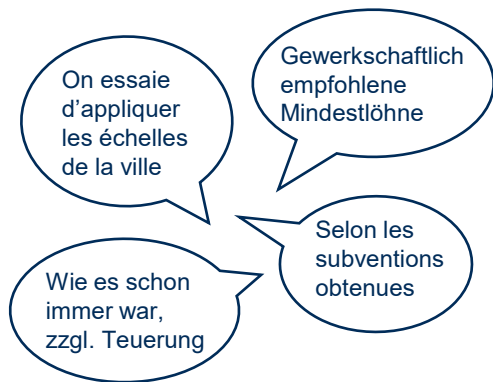 On essaie
d'appliquer
les échelles
de la ville
Gewerkschaftlich
empfohlene
Mindestlöhne
Selon les
subventions
obtenues
Wie es schon
immer war,
zzgl. Teuerung